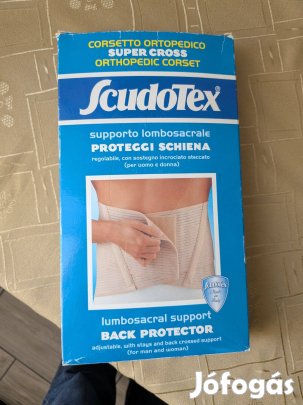 CORSETTO ORTOPEDICO
SUPER CROSS
ORTHOPEDIC CORSET
SCUDOTEX®
supporto lombosacrale
PROTEGGI SCHIENA
regolabile, con sostegno incrociato steccato
(per uomo e donna)
lumbosacral support
BACK PROTECTOR
adjustable, with stays and back crossed support
(for man and woman)
Jófogás